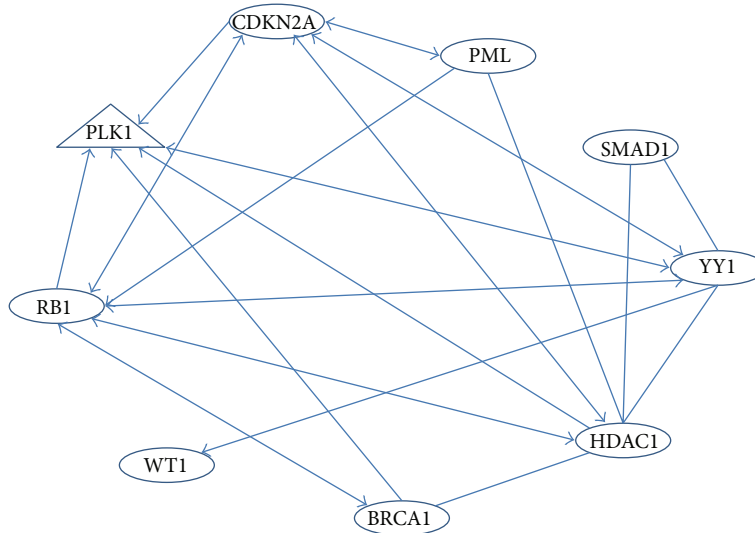 CDKN2A
PML
PLK1
SMAD1
YY1
RB1
HDAC1
WT1
BRCA1